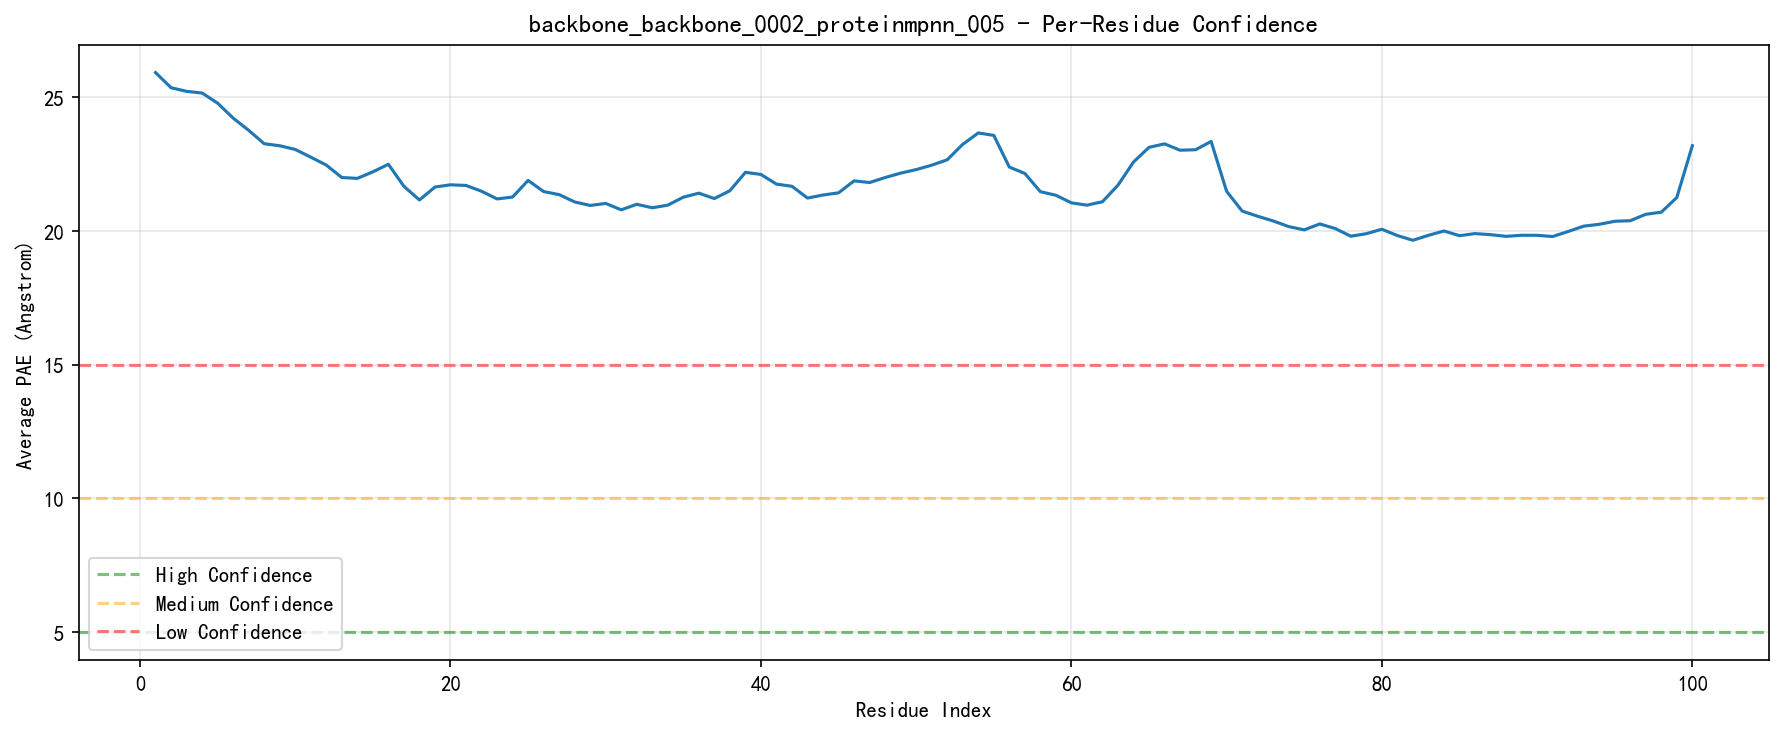 backbone_backbone_0002_proteinmpnn_005 - Per-Residue Confidence
Average PAE (Angstrom)
25
20
15
10
5
High Confidence
Medium Confidence
Low Confidence
0
20
40
60
80
100
Residue Index